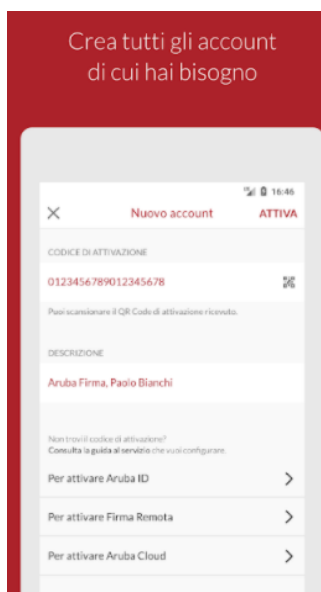 Crea tutti gli account
di cui hai bisogno
16:46
Nuovo account
ATTIVA
CODICE DI ATTIVAZIONE
0123456789012345678
Puoi scansionare il QR Code di attivazione ricevuto.
DESCRIZIONE
Aruba Firma, Paolo Bianchi
Non trovi il codice di attivazione?
Consulta la guida al servizio che vuoi configurare.
Per attivare Aruba ID
Per attivare Firma Remota
Per attivare Aruba Cloud